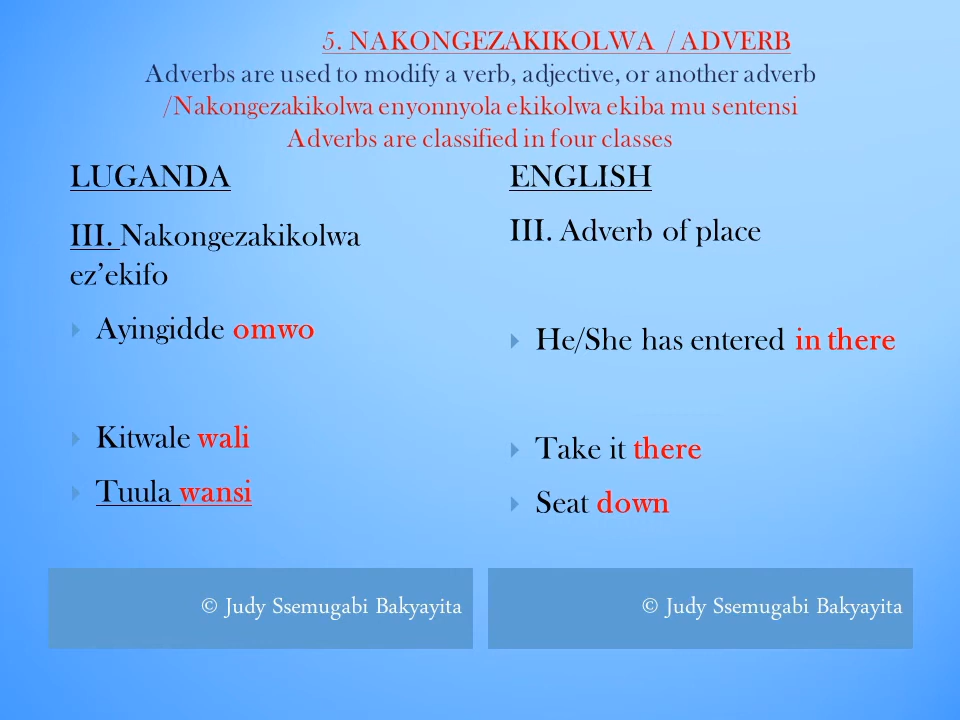 5. NAKONGEZAKIKOLWA / ADVERB
Adverbs are used to modify a verb, adjective, or another adverb
/Nakongezakikolwa enyonnyola ekikolwa ekiba mu sentensi
Adverbs are classified in four classes
LUGANDA
III. Nakongezakikolwa
ez’ekifo
Ayingidde omwo
Kitwale wali
Tuula wansi
© Judy Ssemugabi Bakyayita
ENGLISH
III. Adverb of place
He/She has entered in there
Take it there
Seat down
© Judy Ssemugabi Bakyayita